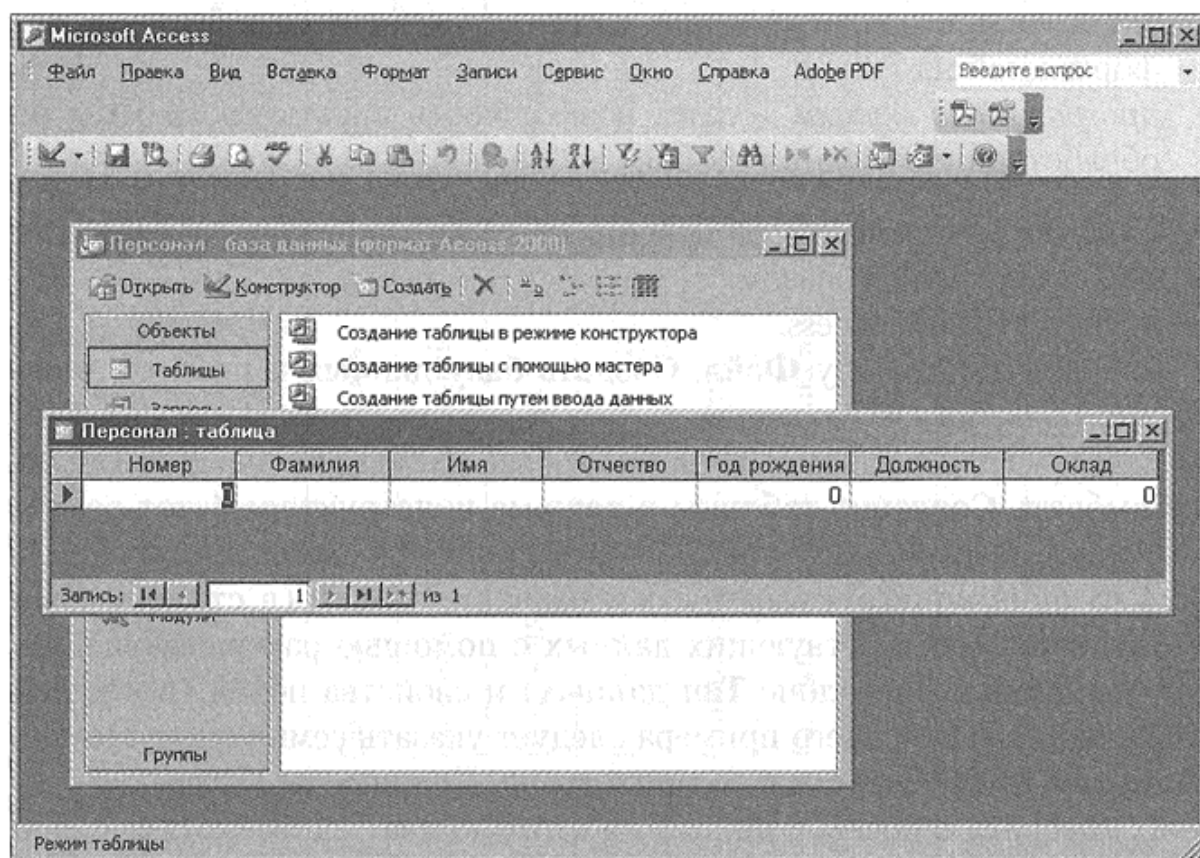 Microsoft Access
Файл Правка Вид Вставка Формат Записи Сервис Окно Справка Adobe PDF Введите вопрос
Персонал : база данных (формат Access 2000)
Открыть Конструктор Создать
Объекты
Создание таблицы в режиме конструктора
Таблицы
Создание таблицы с помощью мастера
Запросы
Создание таблицы путем ввода данных
Персонал : таблица
Номер Фамилия Имя Отчество Год рождения Должность Оклад
0 0 0
Запись: 1 из 1
Модули
Группы
Режим таблицы